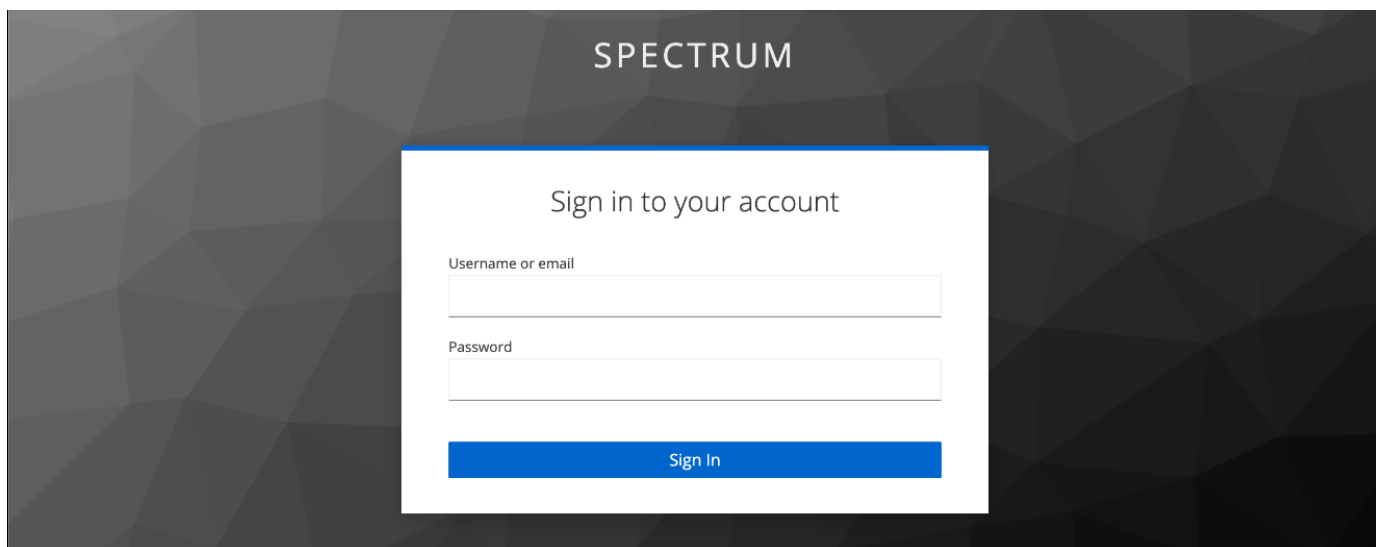 SPECTRUM
Sign in to your account
Username or email
Password
Sign In